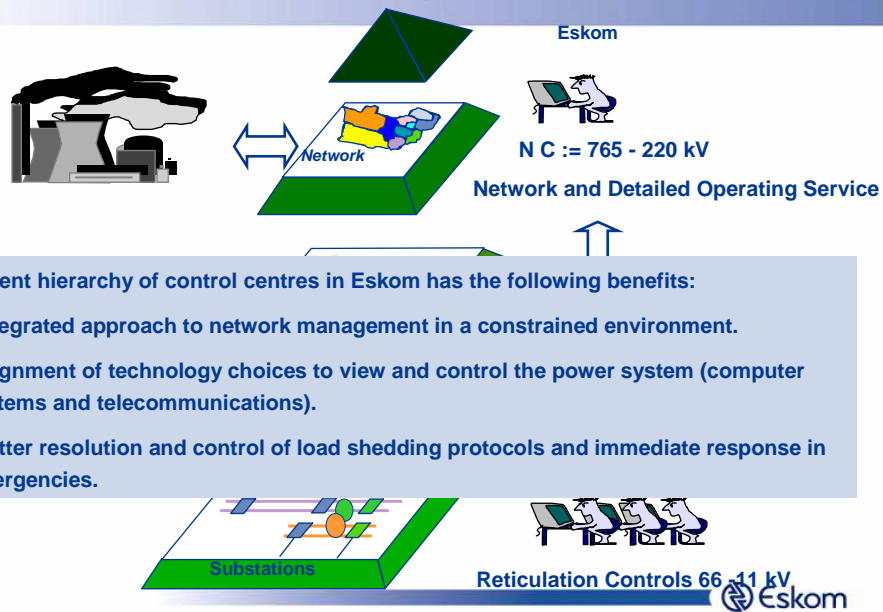 Eskom
Network
N C := 765 - 220 kV
Network and Detailed Operating Service
ent hierarchy of control centres in Eskom has the following benefits:
egrated approach to network management in a constrained environment.
gnment of technology choices to view and control the power system (computer
tems and telecommunications).
tter resolution and control of load shedding protocols and immediate response in
ergencies.
Substations
Reticulation Controls 66 -11 kV
Eskom